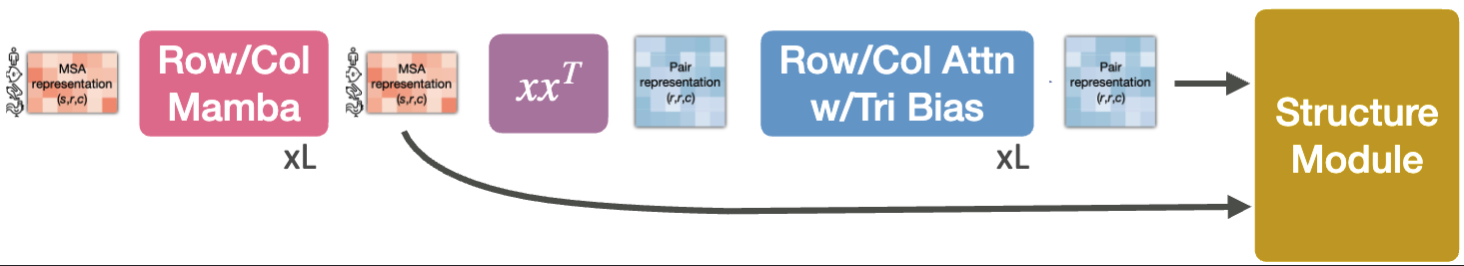 MSA
representation
(s,r,c)
Row/Col
Mamba
xL
MSA
representation
(s,r,c)
xxᵀ
Pair
representation
(r,r,c)
Row/Col Attn
w/Tri Bias
xL
Pair
representation
(r,r,c)
Structure
Module